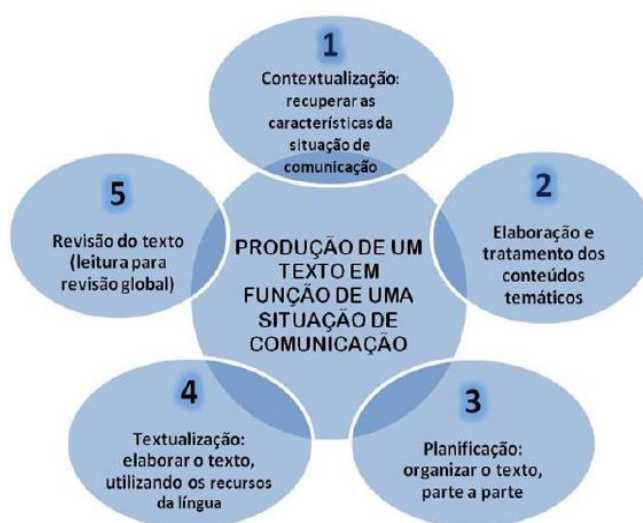 1
Contextualização:
recuperar as
características da
situação de
comunicação
2
Elaboração e
tratamento dos
conteúdos
temáticos
3
Planificação:
organizar o texto,
parte a parte
4
Textualização:
elaborar o texto,
utilizando os recursos
da língua
5
Revisão do texto
(leitura para
revisão global)
PRODUÇÃO DE UM
TEXTO EM
FUNÇÃO DE UMA
SITUAÇÃO DE
COMUNICAÇÃO